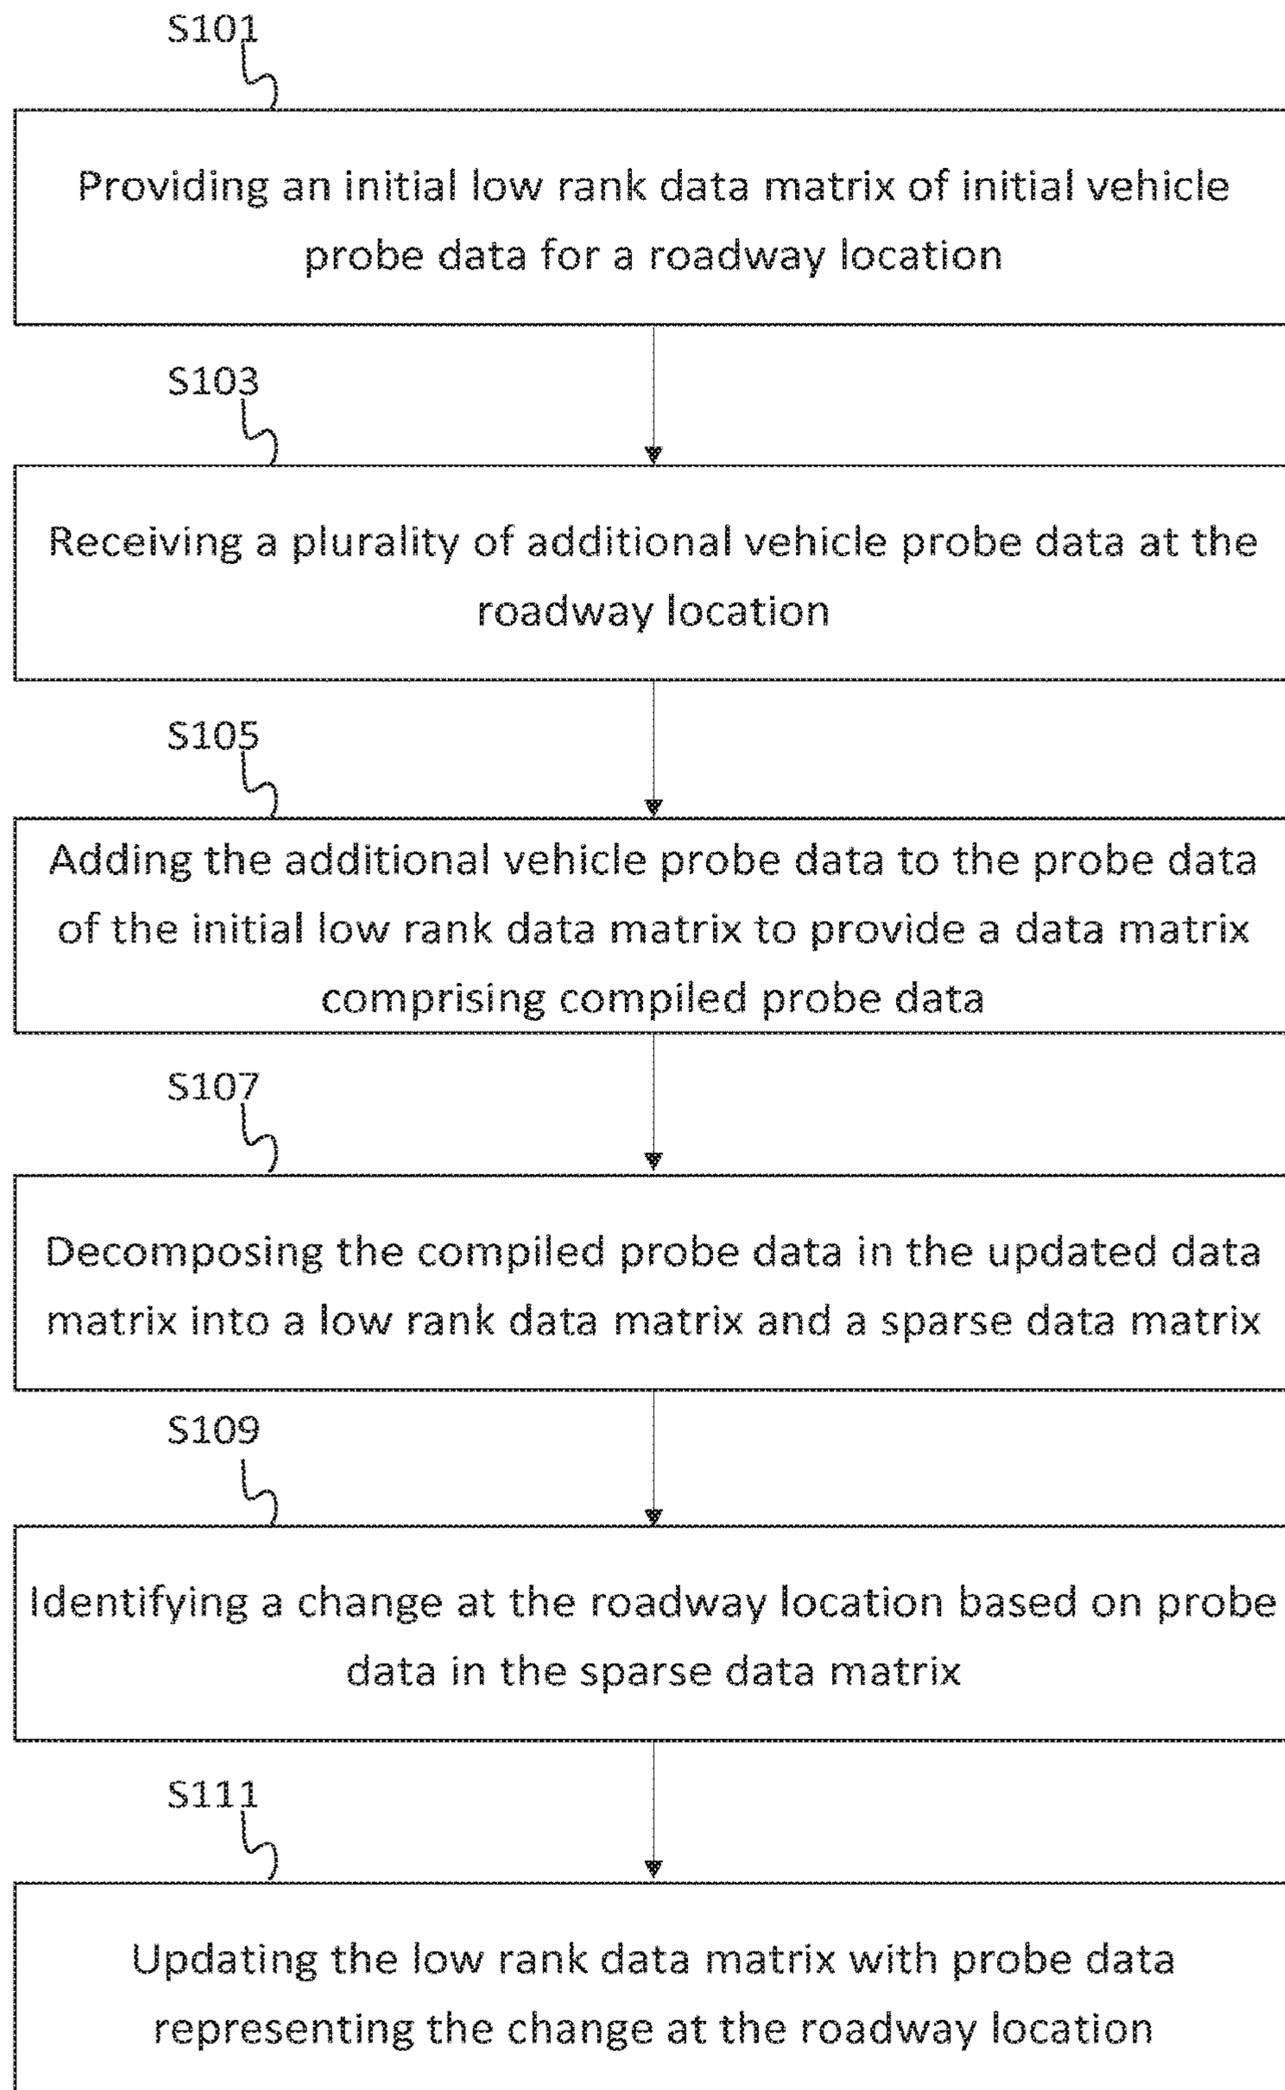 S101
Providing an initial low rank data matrix of initial vehicle
probe data for a roadway location
S103
Receiving a plurality of additional vehicle probe data at the
roadway location
S105
Adding the additional vehicle probe data to the probe data
of the initial low rank data matrix to provide a data matrix
comprising compiled probe data
S107
Decomposing the compiled probe data in the updated data
matrix into a low rank data matrix and a sparse data matrix
S109
Identifying a change at the roadway location based on probe
data in the sparse data matrix
S111
Updating the low rank data matrix with probe data
representing the change at the roadway location